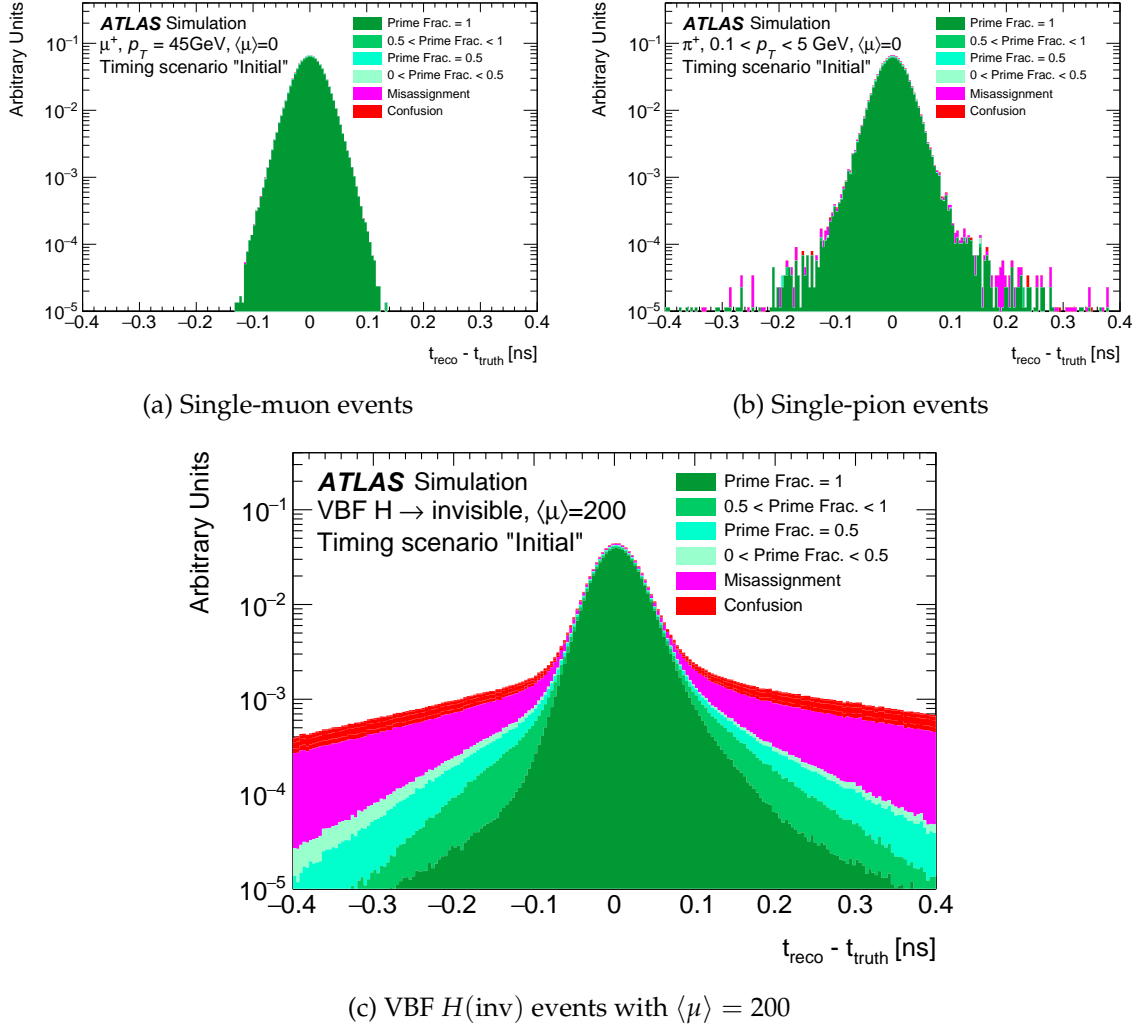 ATLAS Simulation
μ⁺, p_T = 45GeV, ⟨μ⟩=0
Timing scenario "Initial"
Prime Frac. = 1
0.5 < Prime Frac. < 1
Prime Frac. = 0.5
0 < Prime Frac. < 0.5
Misassignment
Confusion
Arbitrary Units
10⁻¹
10⁻²
10⁻³
10⁻⁴
10⁻⁵
−0.4 −0.3 −0.2 −0.1 0 0.1 0.2 0.3 0.4
t_reco - t_truth [ns]
(a) Single-muon events
ATLAS Simulation
π⁺, 0.1 < p_T < 5 GeV, ⟨μ⟩=0
Timing scenario "Initial"
Prime Frac. = 1
0.5 < Prime Frac. < 1
Prime Frac. = 0.5
0 < Prime Frac. < 0.5
Misassignment
Confusion
Arbitrary Units
10⁻¹
10⁻²
10⁻³
10⁻⁴
10⁻⁵
−0.4 −0.3 −0.2 −0.1 0 0.1 0.2 0.3 0.4
t_reco - t_truth [ns]
(b) Single-pion events
ATLAS Simulation
VBF H → invisible, ⟨μ⟩=200
Timing scenario "Initial"
Prime Frac. = 1
0.5 < Prime Frac. < 1
Prime Frac. = 0.5
0 < Prime Frac. < 0.5
Misassignment
Confusion
Arbitrary Units
10⁻¹
10⁻²
10⁻³
10⁻⁴
10⁻⁵
−0.4 −0.3 −0.2 −0.1 0 0.1 0.2 0.3 0.4
t_reco - t_truth [ns]
(c) VBF H(inv) events with ⟨μ⟩ = 200